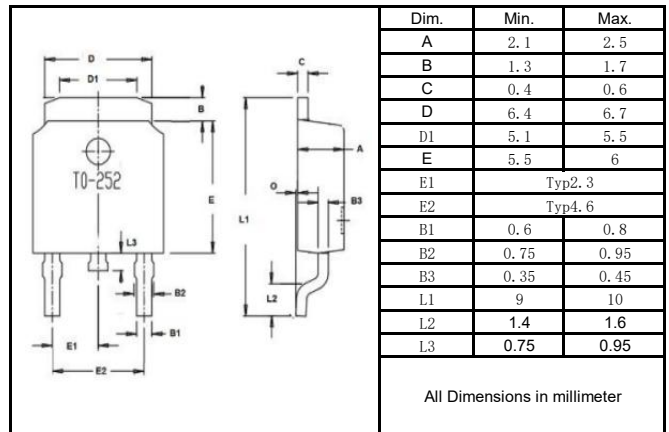 D
D1
B
C
A
TO-252
E
O
B3
L1
L3
L2
B2
B1
E1
E2
Dim. Min. Max.
A 2.1 2.5
B 1.3 1.7
C 0.4 0.6
D 6.4 6.7
D1 5.1 5.5
E 5.5 6
E1 Typ2.3
E2 Typ4.6
B1 0.6 0.8
B2 0.75 0.95
B3 0.35 0.45
L1 9 10
L2 1.4 1.6
L3 0.75 0.95
All Dimensions in millimeter